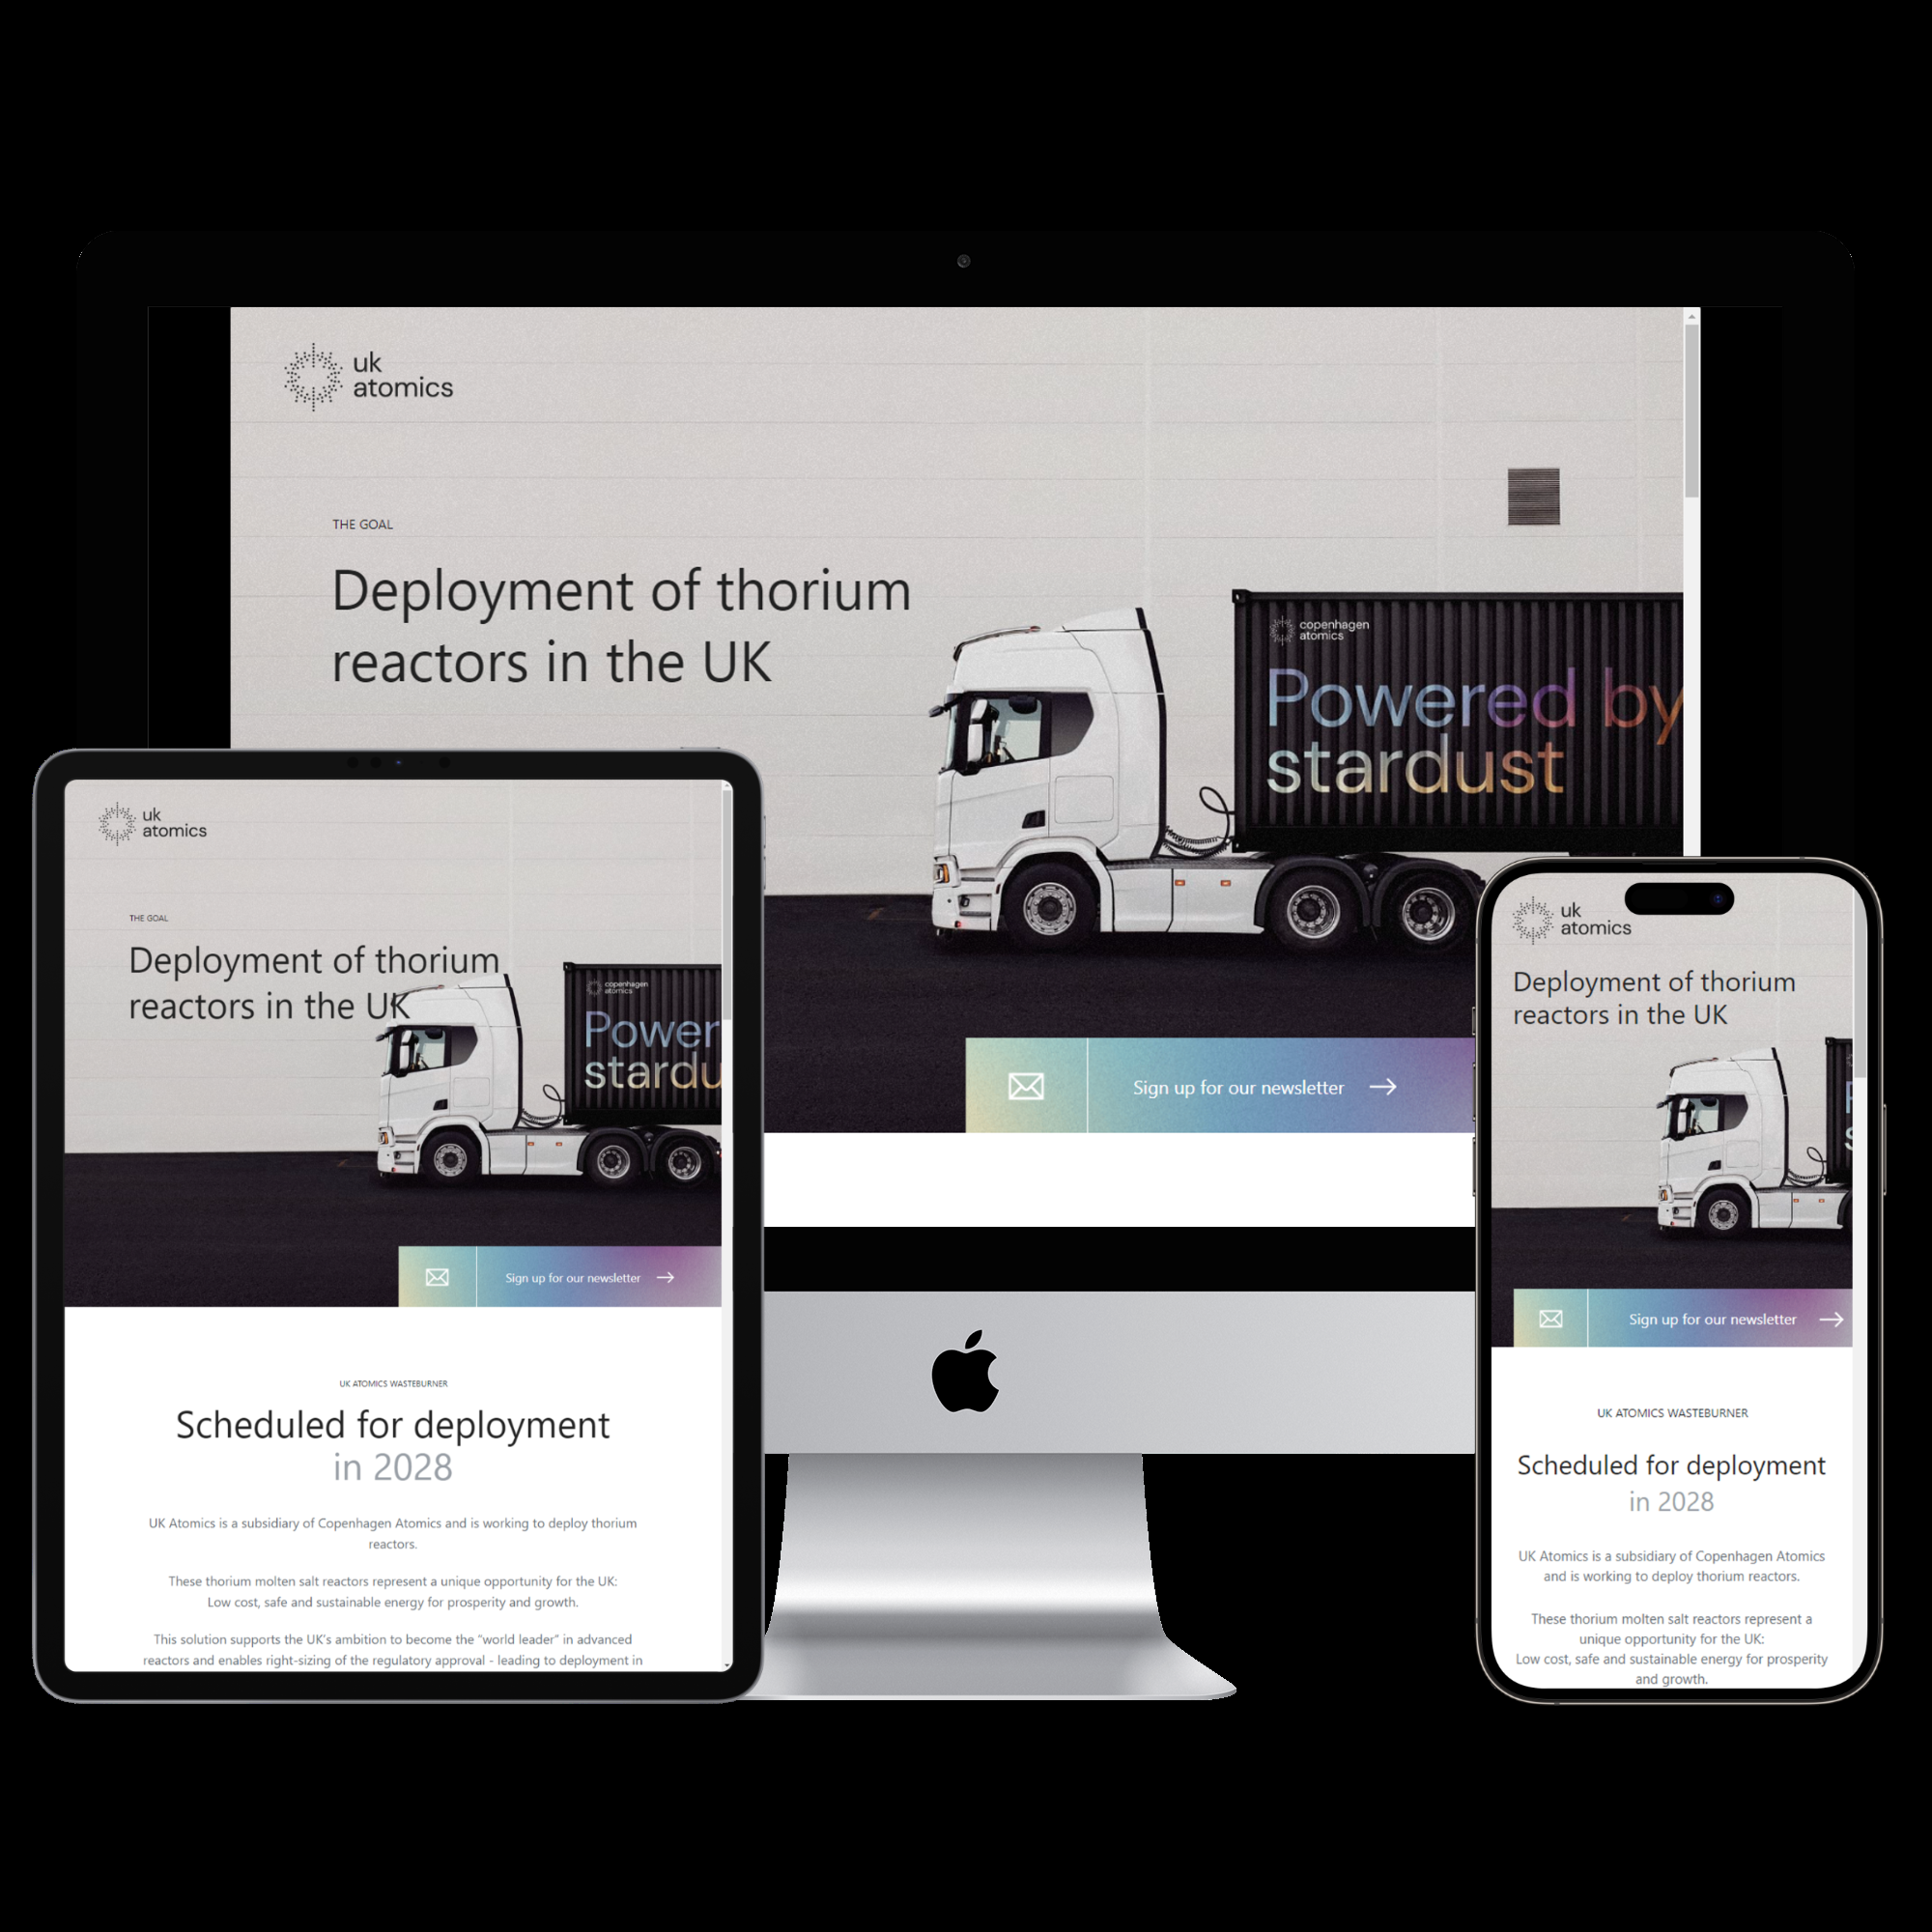 uk
atomics
THE GOAL
Deployment of thorium
reactors in the UK
copenhagen
atomics
Powered by
stardust
Sign up for our newsletter
uk
atomics
THE GOAL
Deployment of thorium
reactors in the UK
copenhagen
atomics
Power
stardu
Sign up for our newsletter
UK ATOMICS WASTEBURNER
Scheduled for deployment
in 2028
UK Atomics is a subsidiary of Copenhagen Atomics and is working to deploy thorium
reactors.
These thorium molten salt reactors represent a unique opportunity for the UK:
Low cost, safe and sustainable energy for prosperity and growth.
This solution supports the UK's ambition to become the “world leader” in advanced
reactors and enables right-sizing of the regulatory approval - leading to deployment in
uk
atomics
Deployment of thorium
reactors in the UK
Sign up for our newsletter
UK ATOMICS WASTEBURNER
Scheduled for deployment
in 2028
UK Atomics is a subsidiary of Copenhagen Atomics
and is working to deploy thorium reactors.
These thorium molten salt reactors represent a
unique opportunity for the UK:
Low cost, safe and sustainable energy for prosperity
and growth.